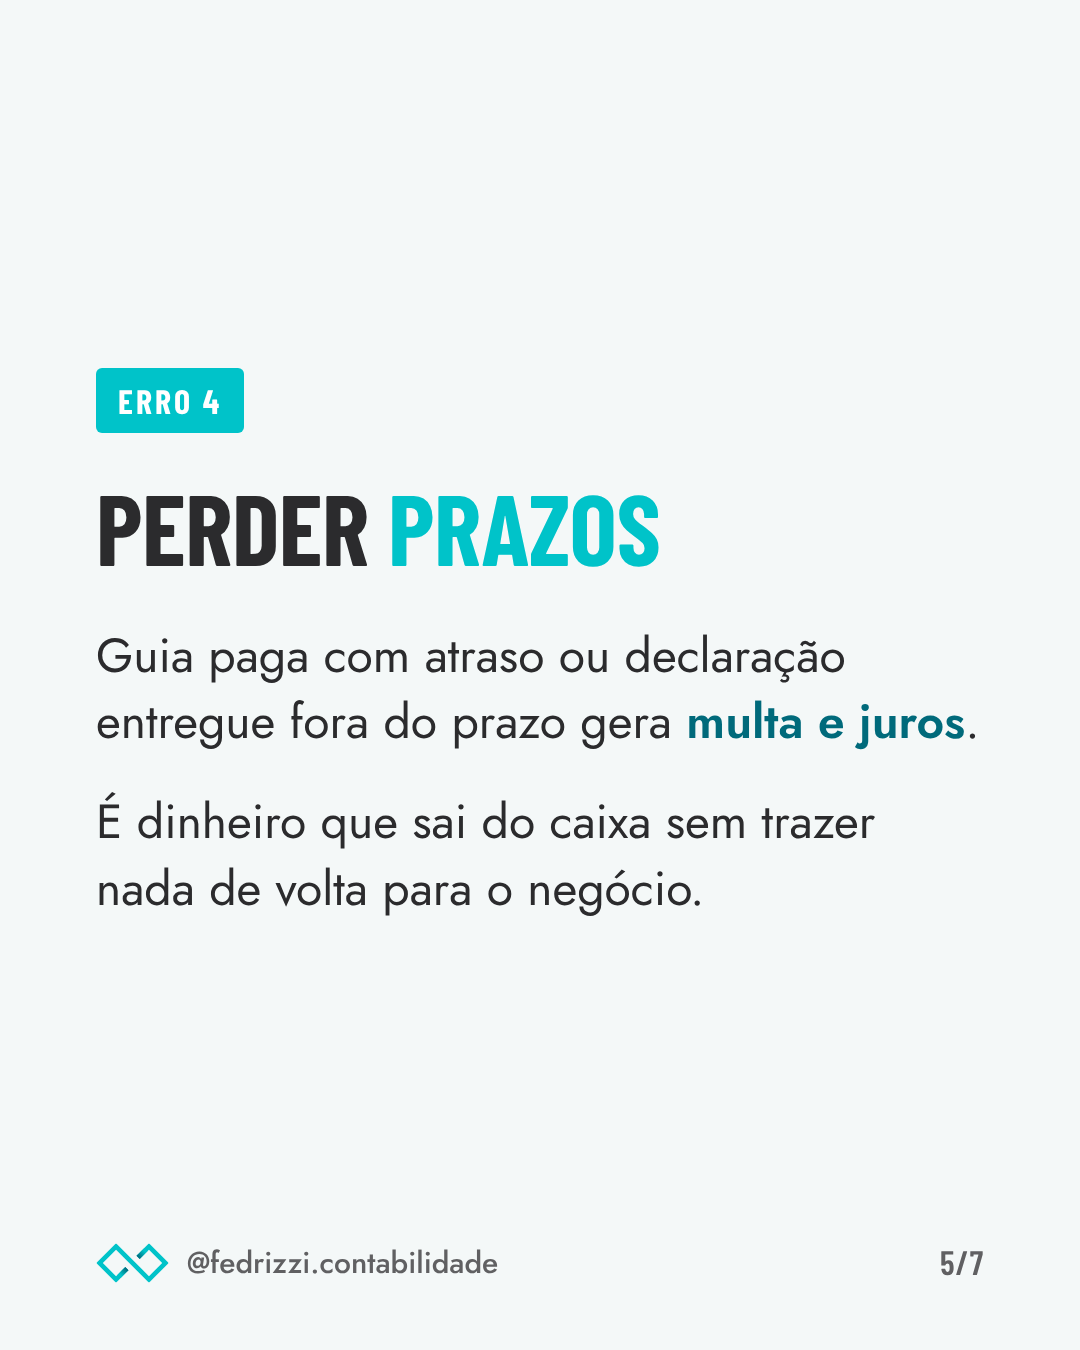 ERRO 4
PERDER PRAZOS
Guia paga com atraso ou declaração
entregue fora do prazo gera multa e juros.
É dinheiro que sai do caixa sem trazer
nada de volta para o negócio.
@fedrizzi.contabilidade
5/7